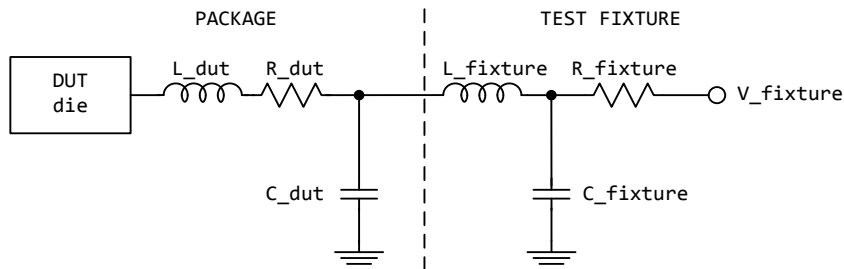 PACKAGE
TEST FIXTURE
DUT
die
L_dut
R_dut
L_fixture
R_fixture
V_fixture
C_dut
C_fixture